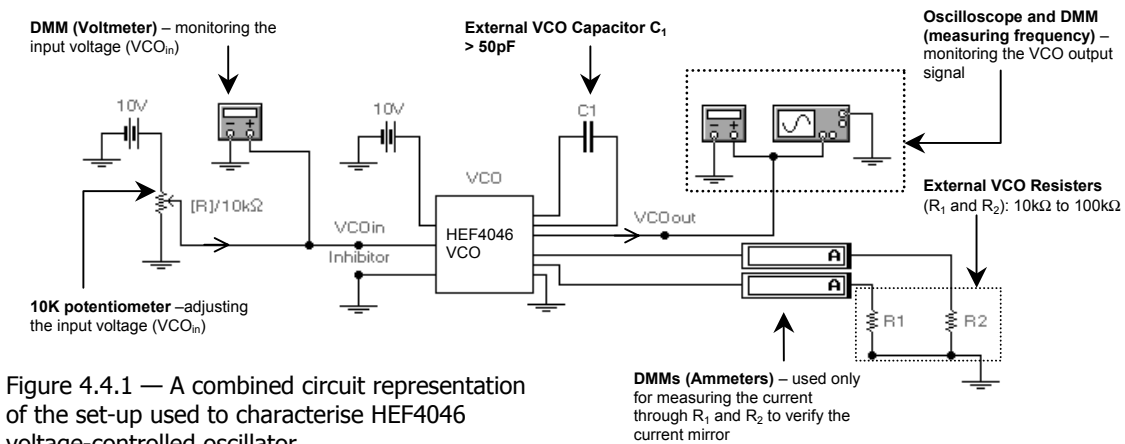 DMM (Voltmeter) – monitoring the
input voltage (VCOin)
External VCO Capacitor C1
> 50pF
Oscilloscope and DMM
(measuring frequency) –
monitoring the VCO output
signal
10V
10V
C1
VCO
[R]/10kΩ
VCOin
Inhibitor
HEF4046
VCO
VCOout
External VCO Resisters
(R1 and R2): 10kΩ to 100kΩ
A
A
R1
R2
10K potentiometer –adjusting
the input voltage (VCOin)
DMMs (Ammeters) – used only
for measuring the current
through R1 and R2 to verify the
current mirror
Figure 4.4.1 — A combined circuit representation
of the set-up used to characterise HEF4046
voltage-controlled oscillator